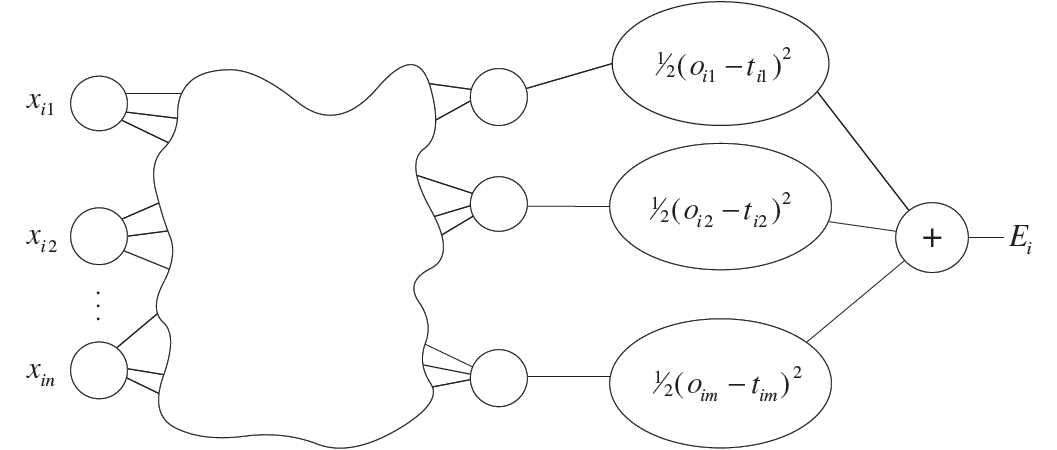 x_{i1}
½(o_{i1} − t_{i1})²
x_{i2}
½(o_{i2} − t_{i2})²
+
E_i
⋮
x_{in}
½(o_{im} − t_{im})²